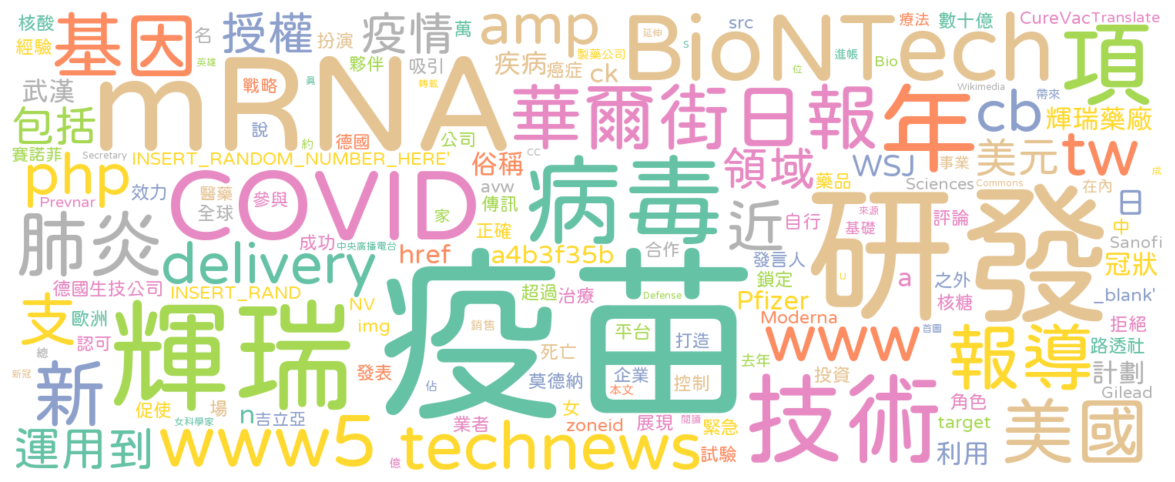 核酸 基因 授權 扮演 疫情 萬 amp BioNTech src 療法 數十億 CureVac Translate
經驗 名 英雄 夥伴 吸引 疾病 癌症 製藥公司 延伸 s 位 進帳 Bio 項
武漢 mRNA 戰略 ck 華爾街日報 年 Wikimedia 帶來 cb 輝瑞藥廠
包括 說 約 德國 公司 轉載 美元 tw
賽諾菲 Secretary INSERT_RANDOM_NUMBER_HERE' 俗稱 CC 病毒 領域 WSJ 事業 成
php Prevnar 效力 COVID 醫藥 全球 參與 家 avw 傳訊 藥品 Sciences Commons 在內 日
肺炎 成功 中央廣播電台 href 正確 合作 近 自行 來源 基礎 評論 中 Sanofi
delivery a4b3f35b 發言人 鎖定 a 之外 研發 冠狀
德國生技公司 INSERT_RAND NV 超過 治療 Defense Pfizer u 核糖 _blank'
支 歐洲 認可 輝瑞 img 疫苗 銷售 平台 打造 Moderna www 首圖 報導 拒絕 路透社
總 新冠 新 發表 佔 死亡 莫德納 企業 本文 控制 去年 投資 技術 計劃 Gilead
促使 女科學家 場 n 吉立亞 業者 女 展現 閱讀 緊急 角色 美國
運用到 www5 億 technews zoneid 試驗 target 利用